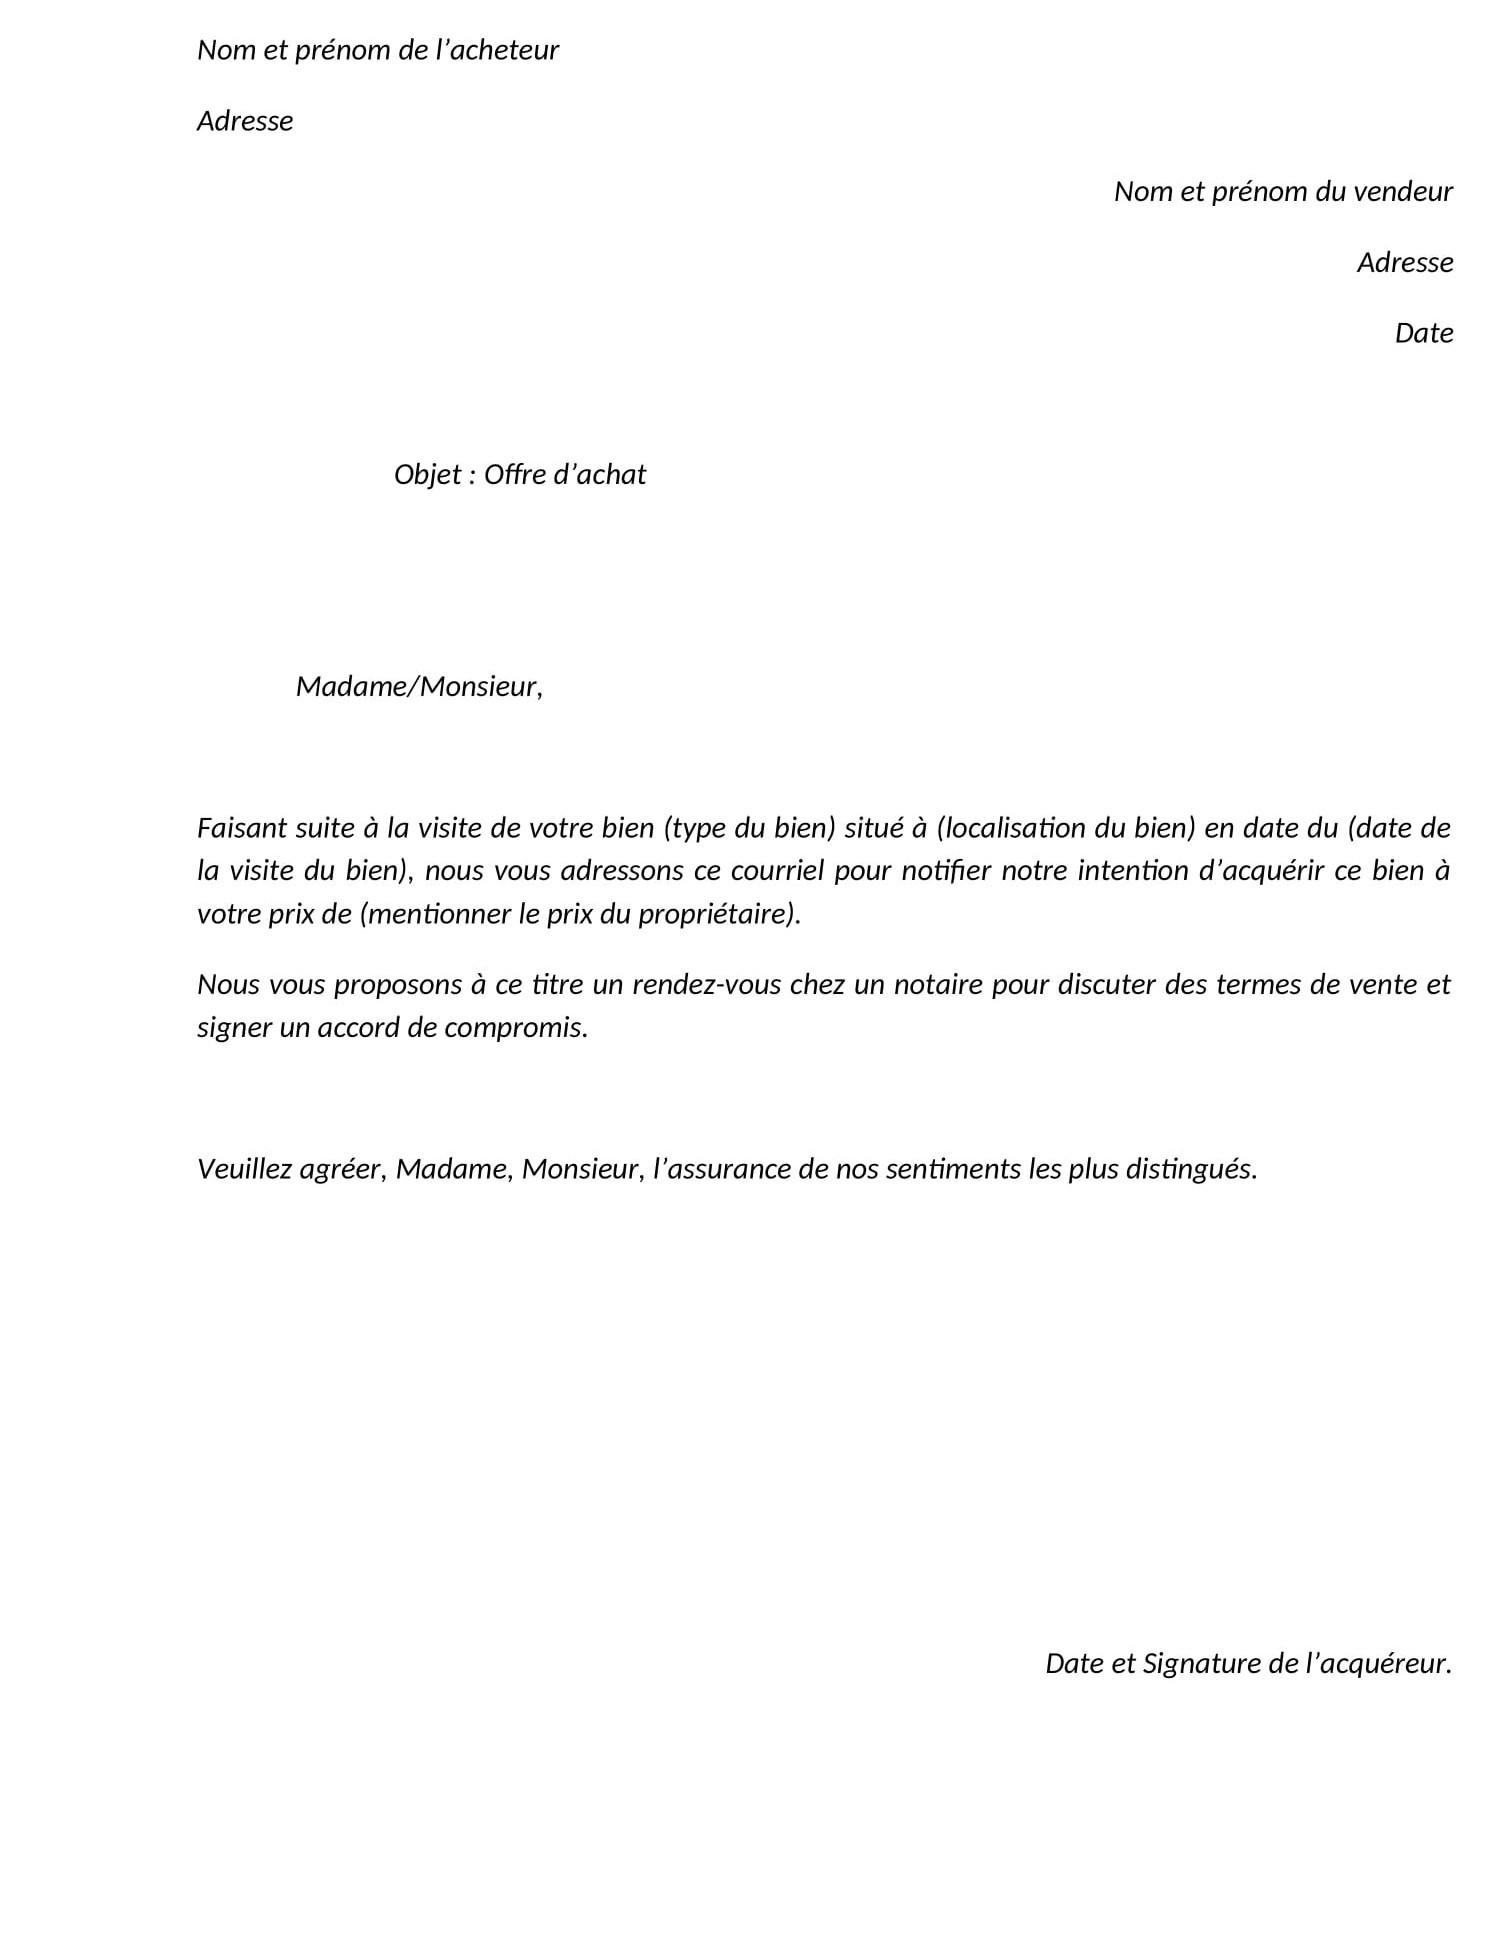 Nom et prénom de l’acheteur
Adresse
Nom et prénom du vendeur
Adresse
Date
Objet : Offre d’achat
Madame/Monsieur,
Faisant suite à la visite de votre bien (type du bien) situé à (localisation du bien) en date du (date de
la visite du bien), nous vous adressons ce courriel pour notifier notre intention d’acquérir ce bien à
votre prix de (mentionner le prix du propriétaire).
Nous vous proposons à ce titre un rendez-vous chez un notaire pour discuter des termes de vente et
signer un accord de compromis.
Veuillez agréer, Madame, Monsieur, l’assurance de nos sentiments les plus distingués.
Date et Signature de l’acquéreur.